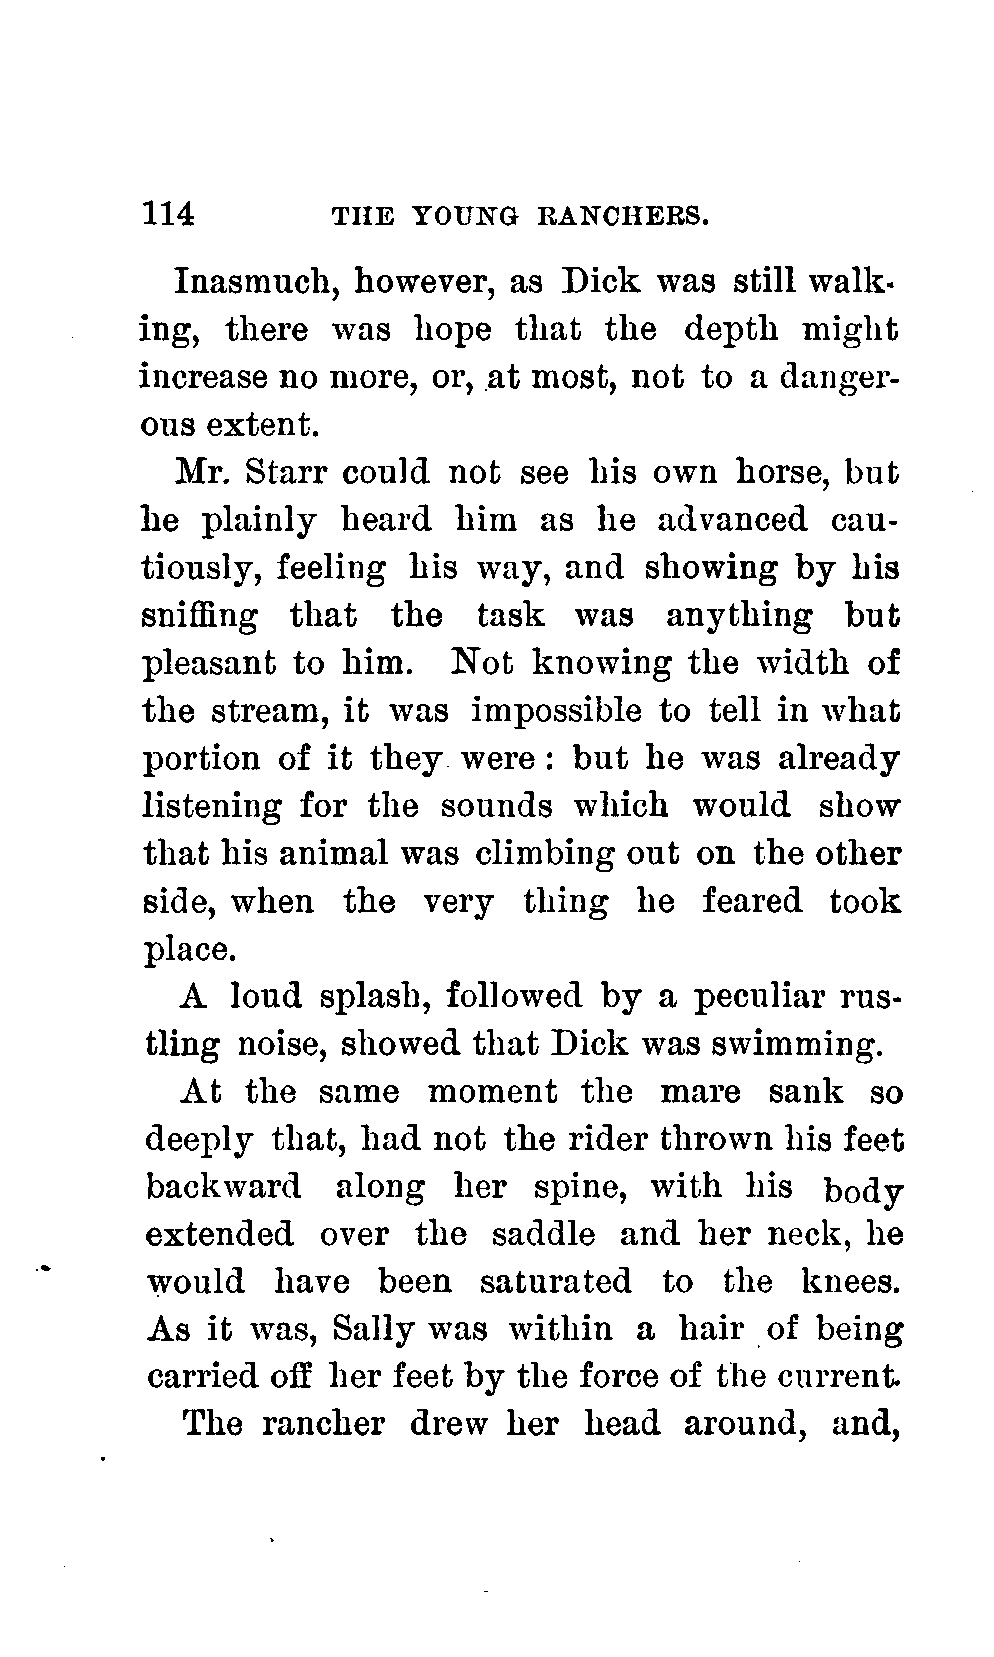 114 THE YOUNG RANCHERS.
Inasmuch, however, as Dick was still walk-
ing, there was hope that the depth might
increase no more, or, at most, not to a danger-
ous extent.
Mr. Starr could not see his own horse, but
he plainly heard him as he advanced cau-
tiously, feeling his way, and showing by his
sniffing that the task was anything but
pleasant to him. Not knowing the width of
the stream, it was impossible to tell in what
portion of it they were : but he was already
listening for the sounds which would show
that his animal was climbing out on the other
side, when the very thing he feared took
place.
A loud splash, followed by a peculiar rus-
tling noise, showed that Dick was swimming.
At the same moment the mare sank so
deeply that, had not the rider thrown his feet
backward along her spine, with his body
extended over the saddle and her neck, he
would have been saturated to the knees.
As it was, Sally was within a hair of being
carried off her feet by the force of the current.
The rancher drew her head around, and,